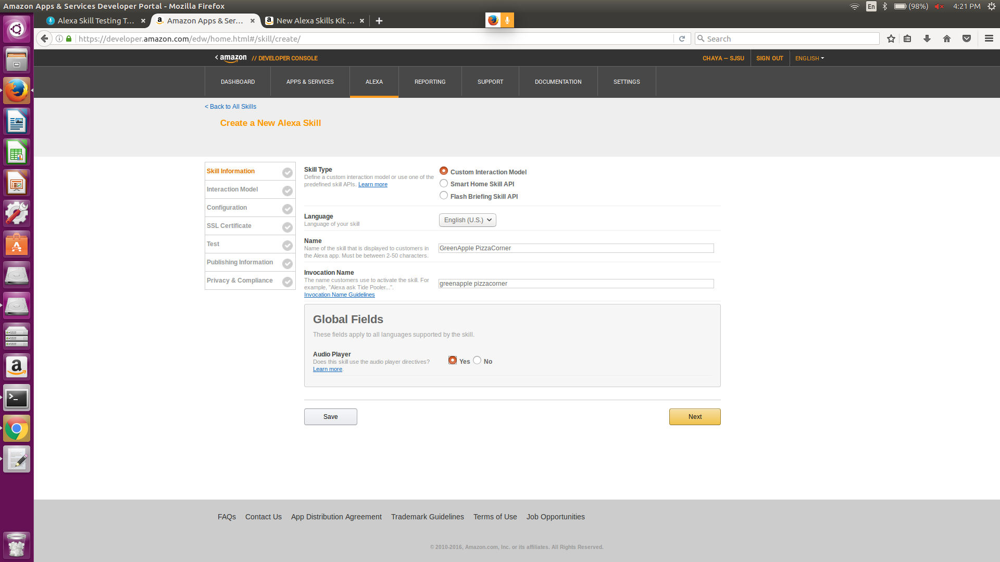 Amazon Apps & Services Developer Portal - Mozilla Firefox
En (98%) 4:21 PM
Alexa Skill Testing T... Amazon Apps & Ser... New Alexa Skills Kit ...
https://developer.amazon.com/edw/home.html#/skill/create/ Search
< amazon // DEVELOPER CONSOLE CHAYA — SJSU SIGN OUT ENGLISH
DASHBOARD APPS & SERVICES ALEXA REPORTING SUPPORT DOCUMENTATION SETTINGS
< Back to All Skills
Create a New Alexa Skill
Skill Information
Interaction Model
Configuration
SSL Certificate
Test
Publishing Information
Privacy & Compliance
Skill Type
Define a custom interaction model or use one of the
predefined skill APIs. Learn more
Custom Interaction Model
Smart Home Skill API
Flash Briefing Skill API
Language
Language of your skill
English (U.S.)
Name
Name of the skill that is displayed to customers in
the Alexa app. Must be between 2-50 characters.
GreenApple PizzaCorner
Invocation Name
The name customers use to activate the skill. For
example, "Alexa ask Tide Pooler...".
Invocation Name Guidelines
greenapple pizzacorner
Global Fields
These fields apply to all languages supported by the skill.
Audio Player
Does this skill use the audio player directives?
Learn more.
Yes No
Save Next
FAQs Contact Us App Distribution Agreement Trademark Guidelines Terms of Use Job Opportunities
© 2010-2016, Amazon.com, Inc. or its affiliates. All Rights Reserved.